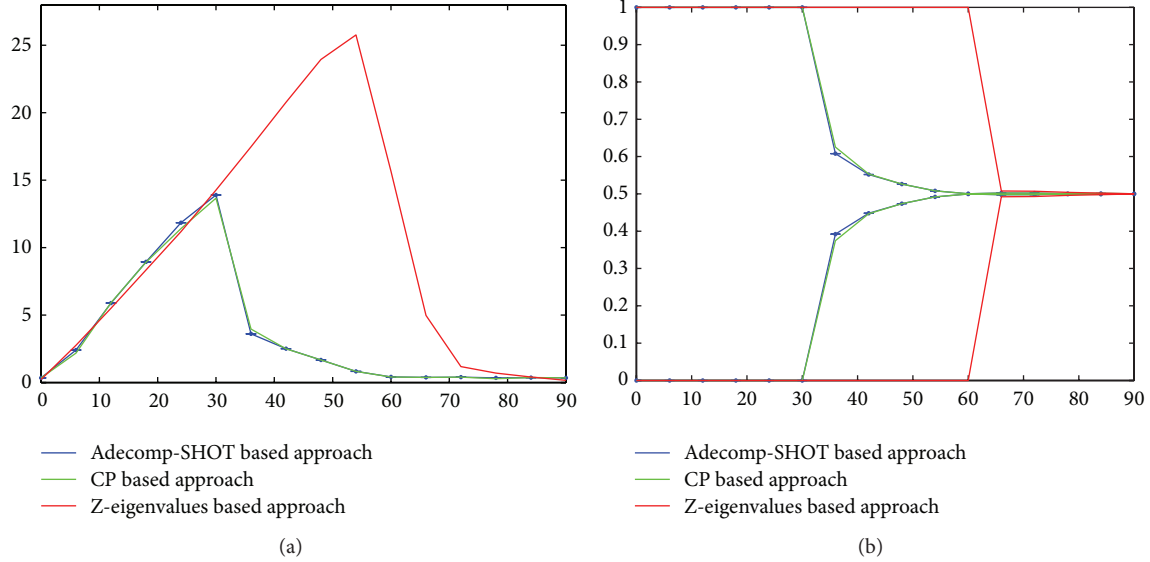 25
20
15
10
5
0
0 10 20 30 40 50 60 70 80 90
Adecomp-SHOT based approach
CP based approach
Z-eigenvalues based approach
(a)
1
0.9
0.8
0.7
0.6
0.5
0.4
0.3
0.2
0.1
0
0 10 20 30 40 50 60 70 80 90
Adecomp-SHOT based approach
CP based approach
Z-eigenvalues based approach
(b)